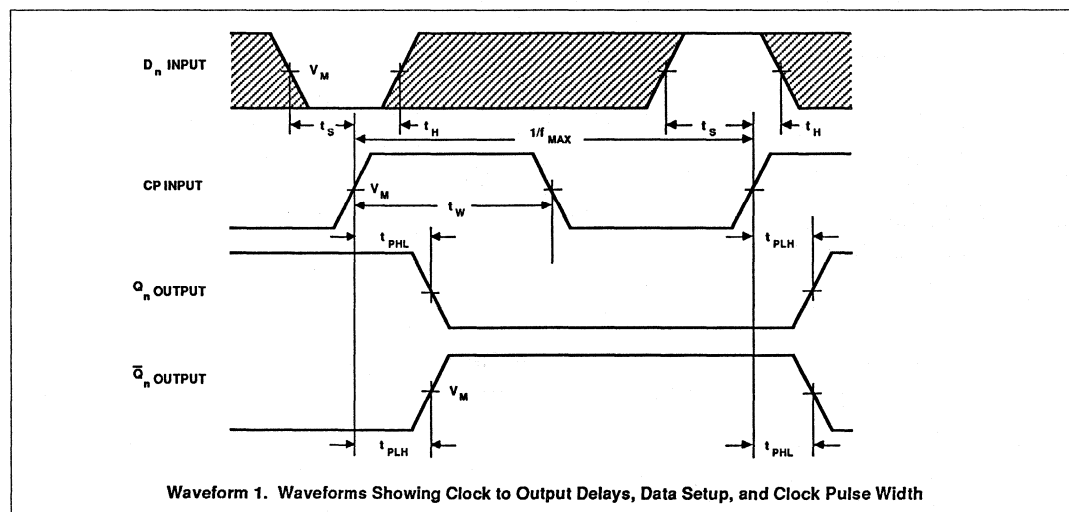 Dn INPUT
VM
tS
tH
1/fMAX
tS
tH
CP INPUT
VM
tW
tPHL
tPLH
Qn OUTPUT
Q̅n OUTPUT
VM
tPLH
tPHL
Waveform 1. Waveforms Showing Clock to Output Delays, Data Setup, and Clock Pulse Width